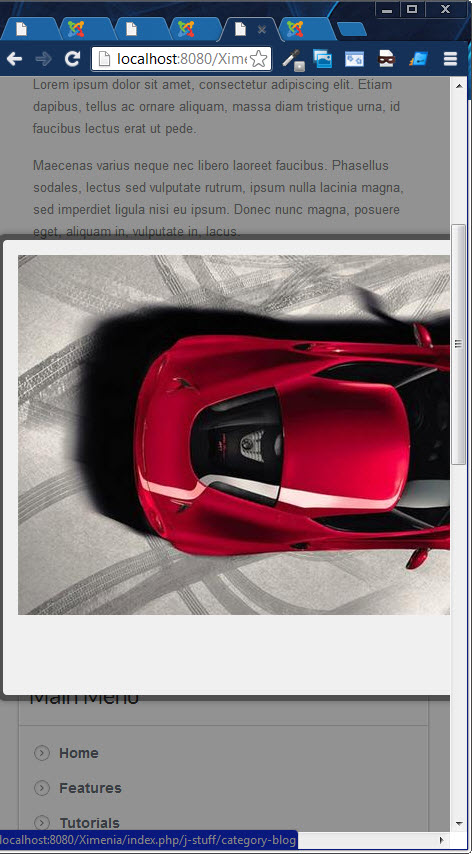 localhost:8080/Xime
Lorem ipsum dolor sit amet, consectetur adipiscing elit. Etiam
dapibus, tellus ac ornare aliquam, massa diam tristique urna, id
faucibus lectus erat ut pede.
Maecenas varius neque nec libero laoreet faucibus. Phasellus
sodales, lectus sed vulputate rutrum, ipsum nulla lacinia magna,
sed imperdiet ligula nisi eu ipsum. Donec nunc magna, posuere
eget, aliquam in, vulputate in, lacus.
Main Menu
Home
Features
Tutorials
localhost:8080/Ximenia/index.php/j-stuff/category-blog